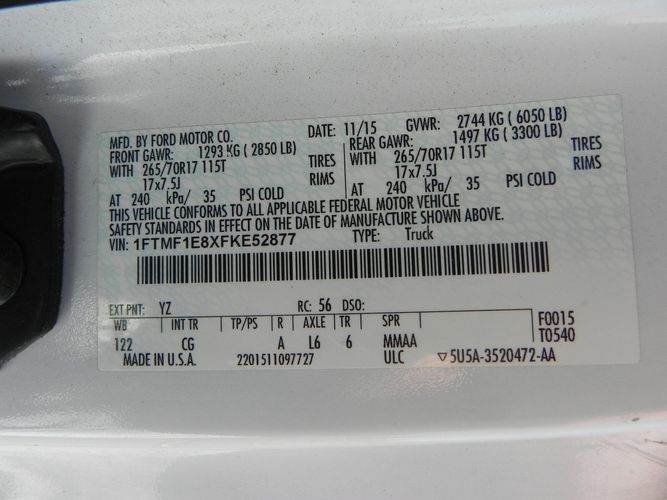 MFD. BY FORD MOTOR CO. DATE: 11/15 GVWR: 2744 KG ( 6050 LB)
FRONT GAWR: 1293 KG ( 2850 LB) REAR GAWR: 1497 KG ( 3300 LB)
WITH 265/70R17 115T TIRES WITH 265/70R17 115T TIRES
17x7.5J RIMS 17x7.5J RIMS
AT 240 kPa/ 35 PSI COLD AT 240 kPa/ 35 PSI COLD
THIS VEHICLE CONFORMS TO ALL APPLICABLE FEDERAL MOTOR VEHICLE
SAFETY STANDARDS IN EFFECT ON THE DATE OF MANUFACTURE SHOWN ABOVE.
VIN: 1FTMF1E8XFKE52877 TYPE: Truck
EXT PNT: YZ RC: 56 DSO: F0015
WB INT TR TP/PS R AXLE TR SPR T0540
122 CG A L6 6 MMAA
MADE IN U.S.A. 2201511097727 ULC ▽5U5A-3520472-AA